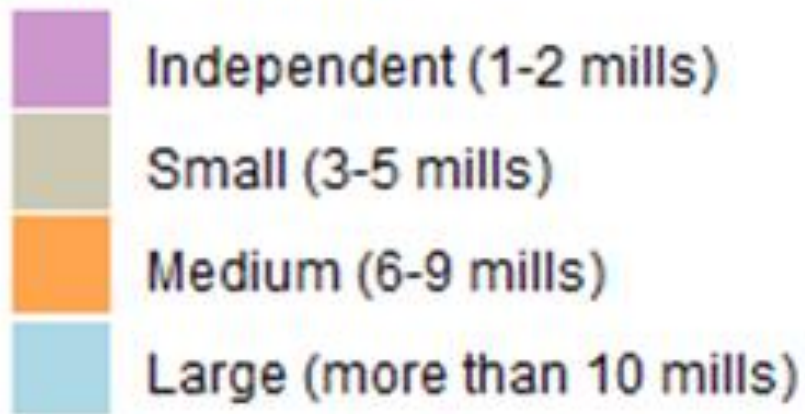 Independent (1-2 mills)
Small (3-5 mills)
Medium (6-9 mills)
Large (more than 10 mills)